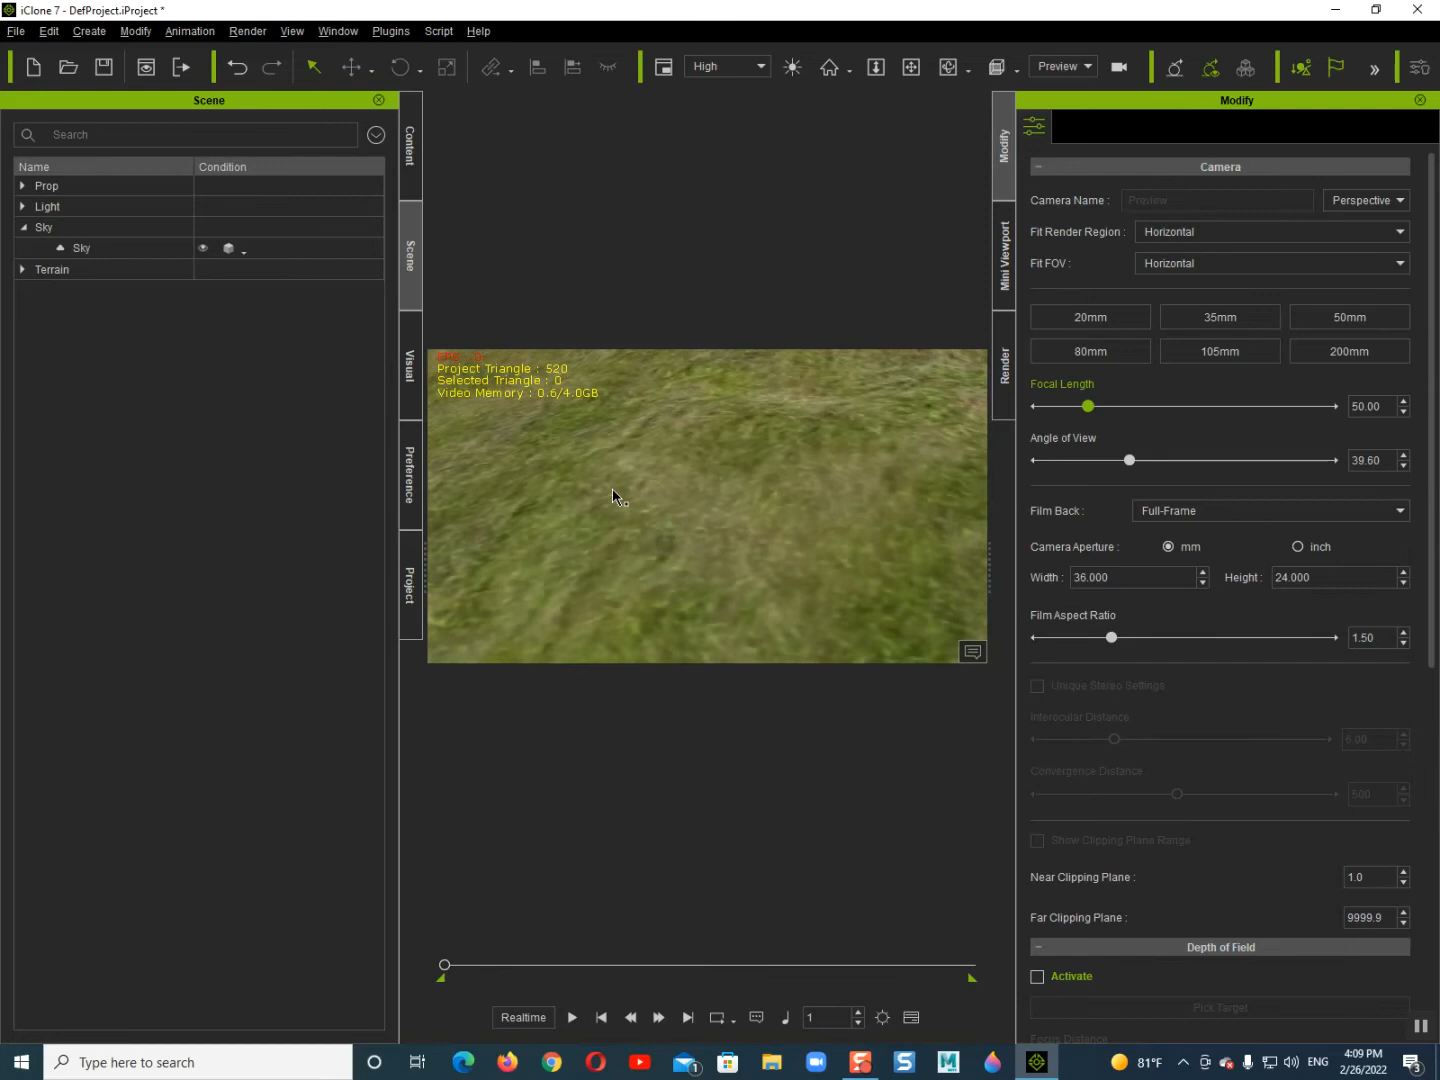 iClone 7 - DefProject.iProject *
File Edit Create Modify Animation Render View Window Plugins Script Help
High
Preview
Scene
Search
Name Condition
Prop
Light
Sky
Sky
Terrain
Content
Scene
Visual
Preference
Project
Project Triangle : 520
Selected Triangle : 0
Video Memory : 0.6/4.0GB
Realtime
1
Modify
Mini Viewport
Render
Modify
Camera
Camera Name : Preview Perspective
Fit Render Region : Horizontal
Fit FOV : Horizontal
20mm 35mm 50mm
80mm 105mm 200mm
Focal Length
50.00
Angle of View
39.60
Film Back : Full-Frame
Camera Aperture : mm inch
Width : 36.000 Height : 24.000
Film Aspect Ratio
1.50
Unique Stereo Settings
Interocular Distance
6.00
Convergence Distance
500
Show Clipping Plane Range
Near Clipping Plane : 1.0
Far Clipping Plane : 9999.9
Depth of Field
Activate
Pick Target
Focus Distance
Type here to search
1
81°F
ENG
4:09 PM
2/26/2022
3